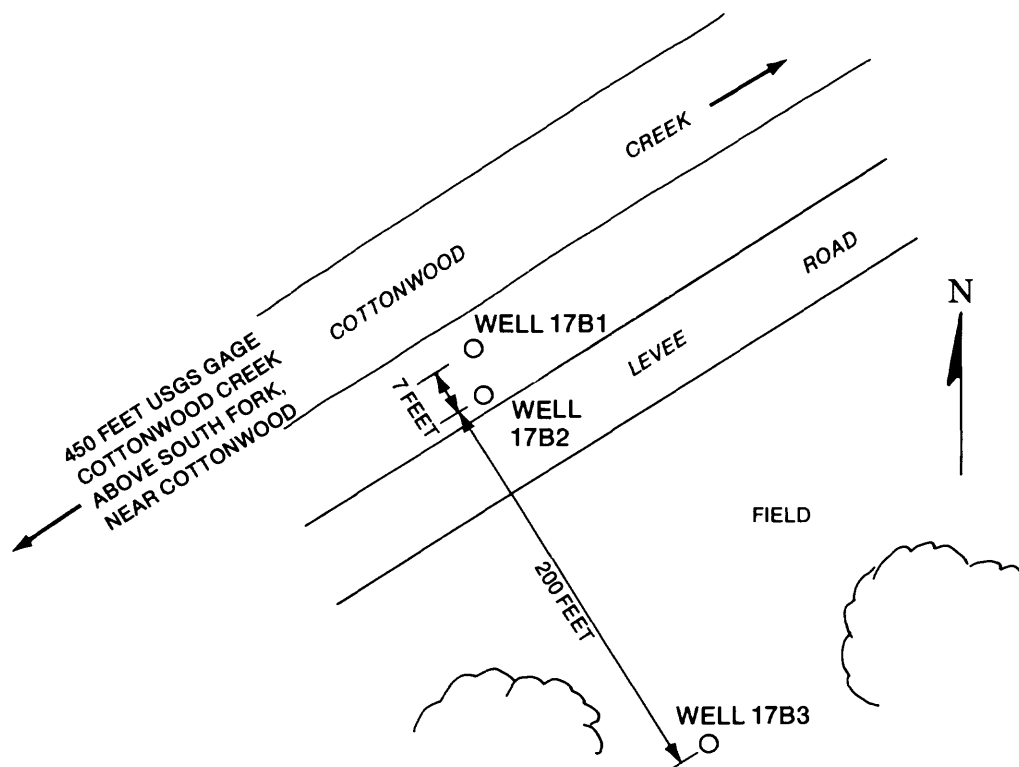 CREEK
COTTONWOOD
ROAD
N
WELL 17B1
LEVEE
450 FEET USGS GAGE
COTTONWOOD CREEK
ABOVE SOUTH FORK,
NEAR COTTONWOOD
7 FEET
WELL
17B2
FIELD
200 FEET
WELL 17B3